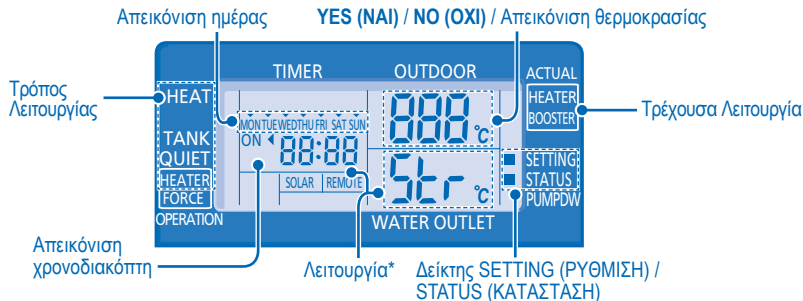 Απεικόνιση ημέρας
YES (ΝΑΙ) / NO (ΟΧΙ) / Απεικόνιση θερμοκρασίας
Τρόπος
Λειτουργίας
TIMER
OUTDOOR
ACTUAL
HEAT
HEATER
BOOSTER
Τρέχουσα Λειτουργία
888 °C
MON TUE WED THU FRI SAT SUN
TANK
ON 88:88
QUIET
Str °C
SETTING
HEATER
SOLAR REMOTE
STATUS
FORCE
PUMPDW
OPERATION
WATER OUTLET
Απεικόνιση
χρονοδιακόπτη
Λειτουργία*
Δείκτης SETTING (ΡΥΘΜΙΣΗ) /
STATUS (ΚΑΤΑΣΤΑΣΗ)